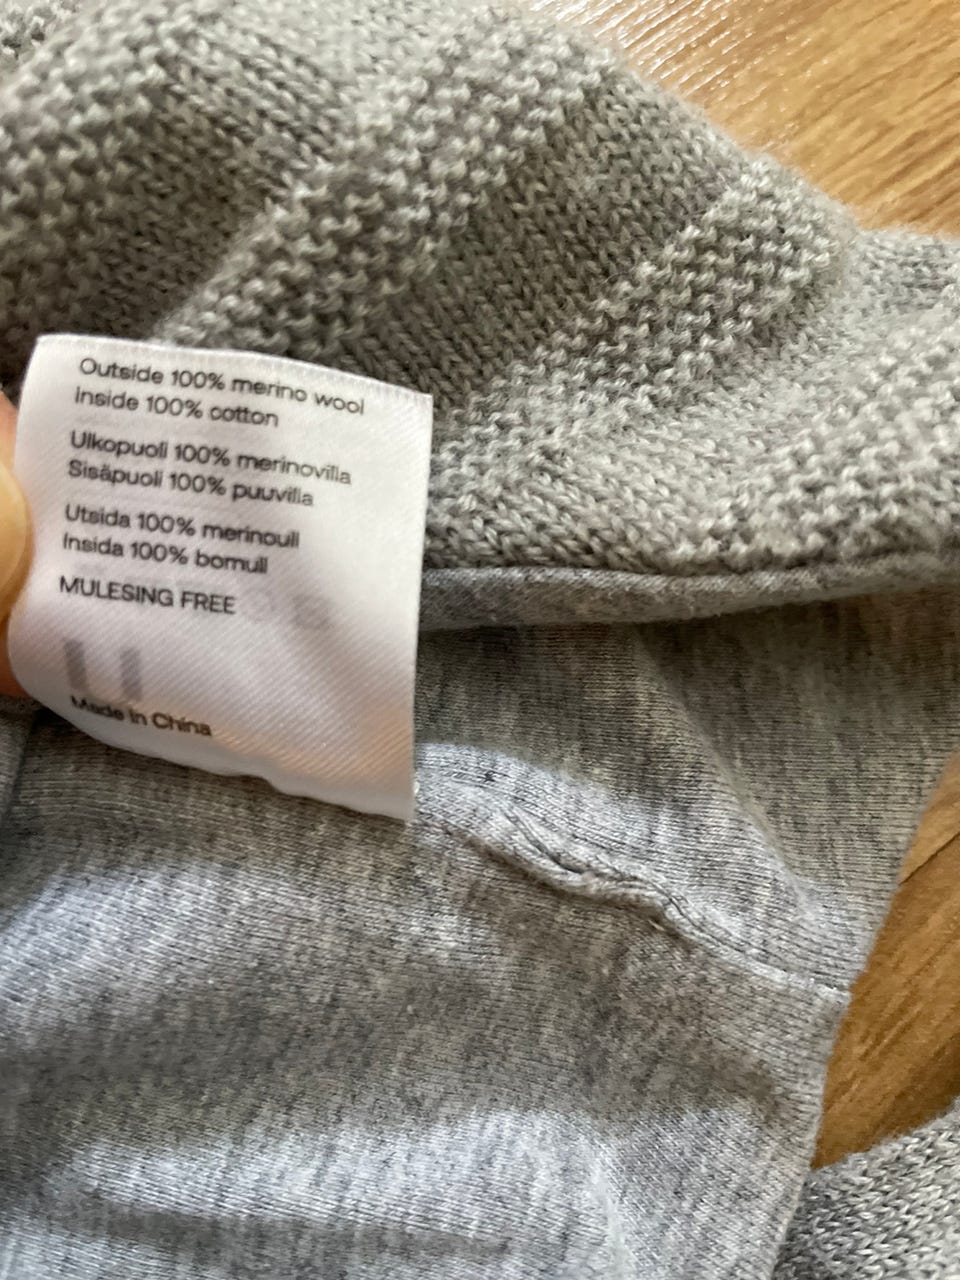 Outside 100% merino wool
Inside 100% cotton
Ulkopuoli 100% merinovilla
Sisäpuoli 100% puuvilla
Utsida 100% merinoull
Insida 100% bomull
MULESING FREE
Made in China